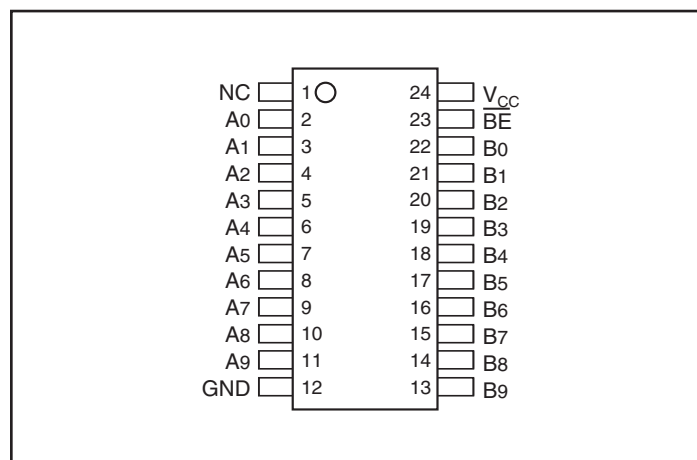 NC 1 24 VCC
A0 2 23 B̅E̅
A1 3 22 B0
A2 4 21 B1
A3 5 20 B2
A4 6 19 B3
A5 7 18 B4
A6 8 17 B5
A7 9 16 B6
A8 10 15 B7
A9 11 14 B8
GND 12 13 B9